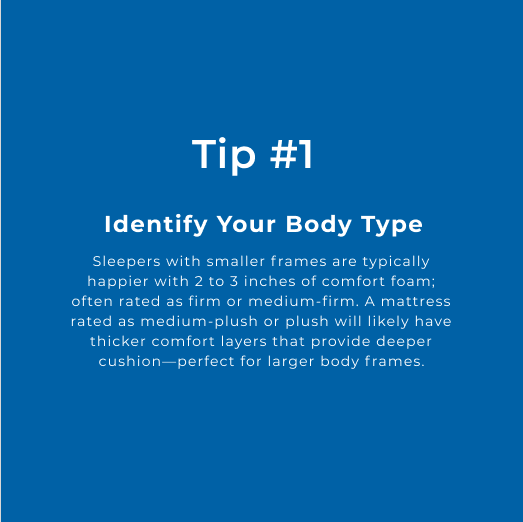 Tip #1
Identify Your Body Type
Sleepers with smaller frames are typically
happier with 2 to 3 inches of comfort foam;
often rated as firm or medium-firm. A mattress
rated as medium-plush or plush will likely have
thicker comfort layers that provide deeper
cushion—perfect for larger body frames.